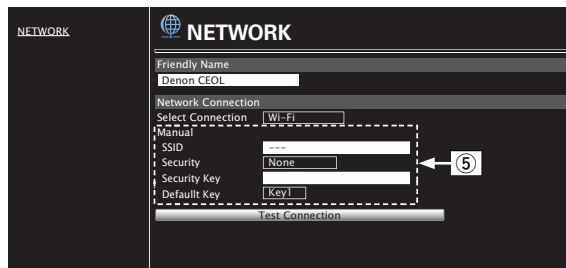 NETWORK
NETWORK
Friendly Name
Denon CEOL
Network Connection
Select Connection Wi-Fi
Manual
SSID ---
Security None
Security Key
Defaullt Key Key1
Test Connection
⑤